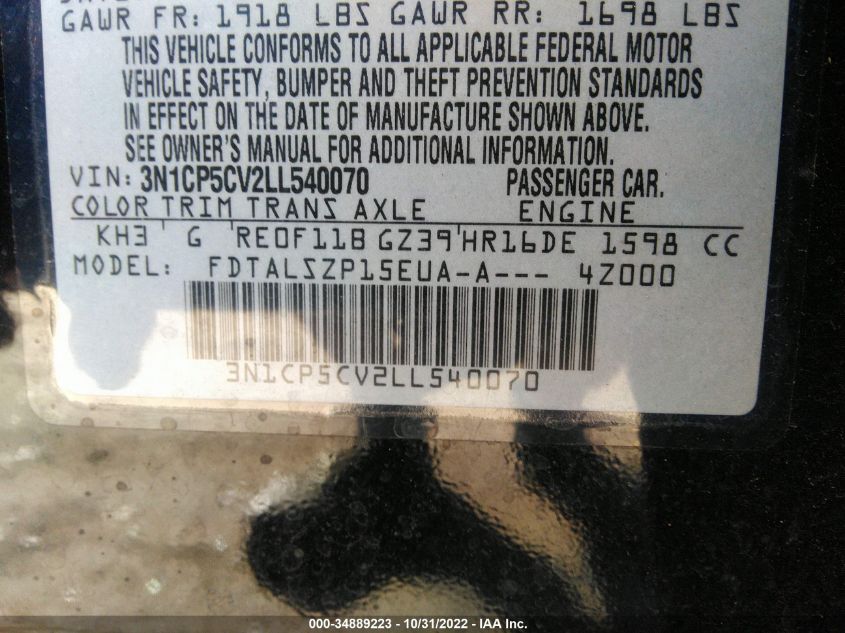 GAWR FR: 1918 LBS GAWR RR: 1698 LBS
THIS VEHICLE CONFORMS TO ALL APPLICABLE FEDERAL MOTOR
VEHICLE SAFETY, BUMPER AND THEFT PREVENTION STANDARDS
IN EFFECT ON THE DATE OF MANUFACTURE SHOWN ABOVE.
SEE OWNER'S MANUAL FOR ADDITIONAL INFORMATION.
VIN: 3N1CP5CV2LL540070 PASSENGER CAR.
COLOR TRIM TRANS AXLE ENGINE
KH3 G RE0F11B GZ39 HR16DE 1598 CC
MODEL: FDTALSZP15EUA-A--- 4Z000
3N1CP5CV2LL540070
000-34889223 - 10/31/2022 - IAA Inc.